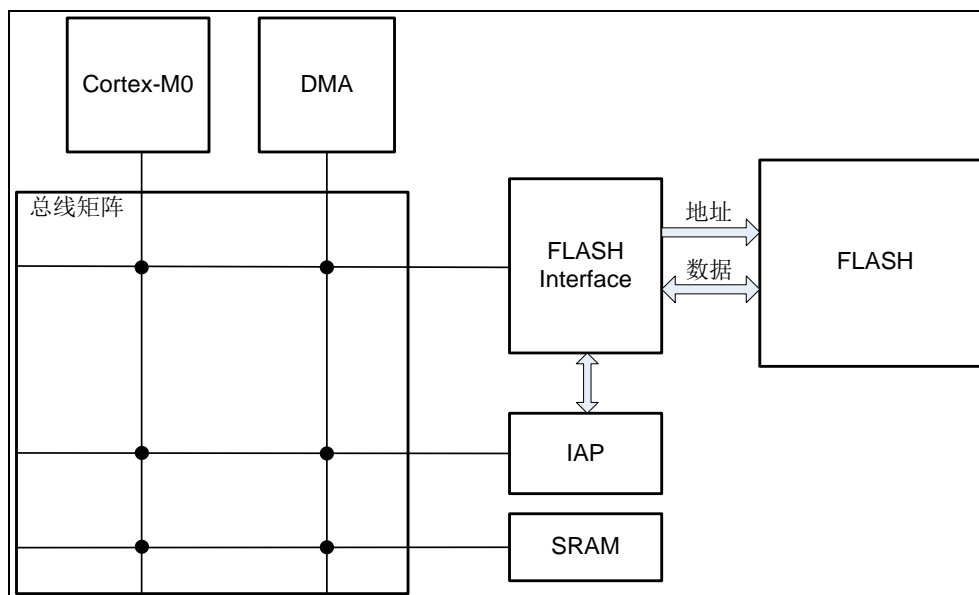 Cortex-M0
DMA
总线矩阵
FLASH
Interface
地址
数据
FLASH
IAP
SRAM